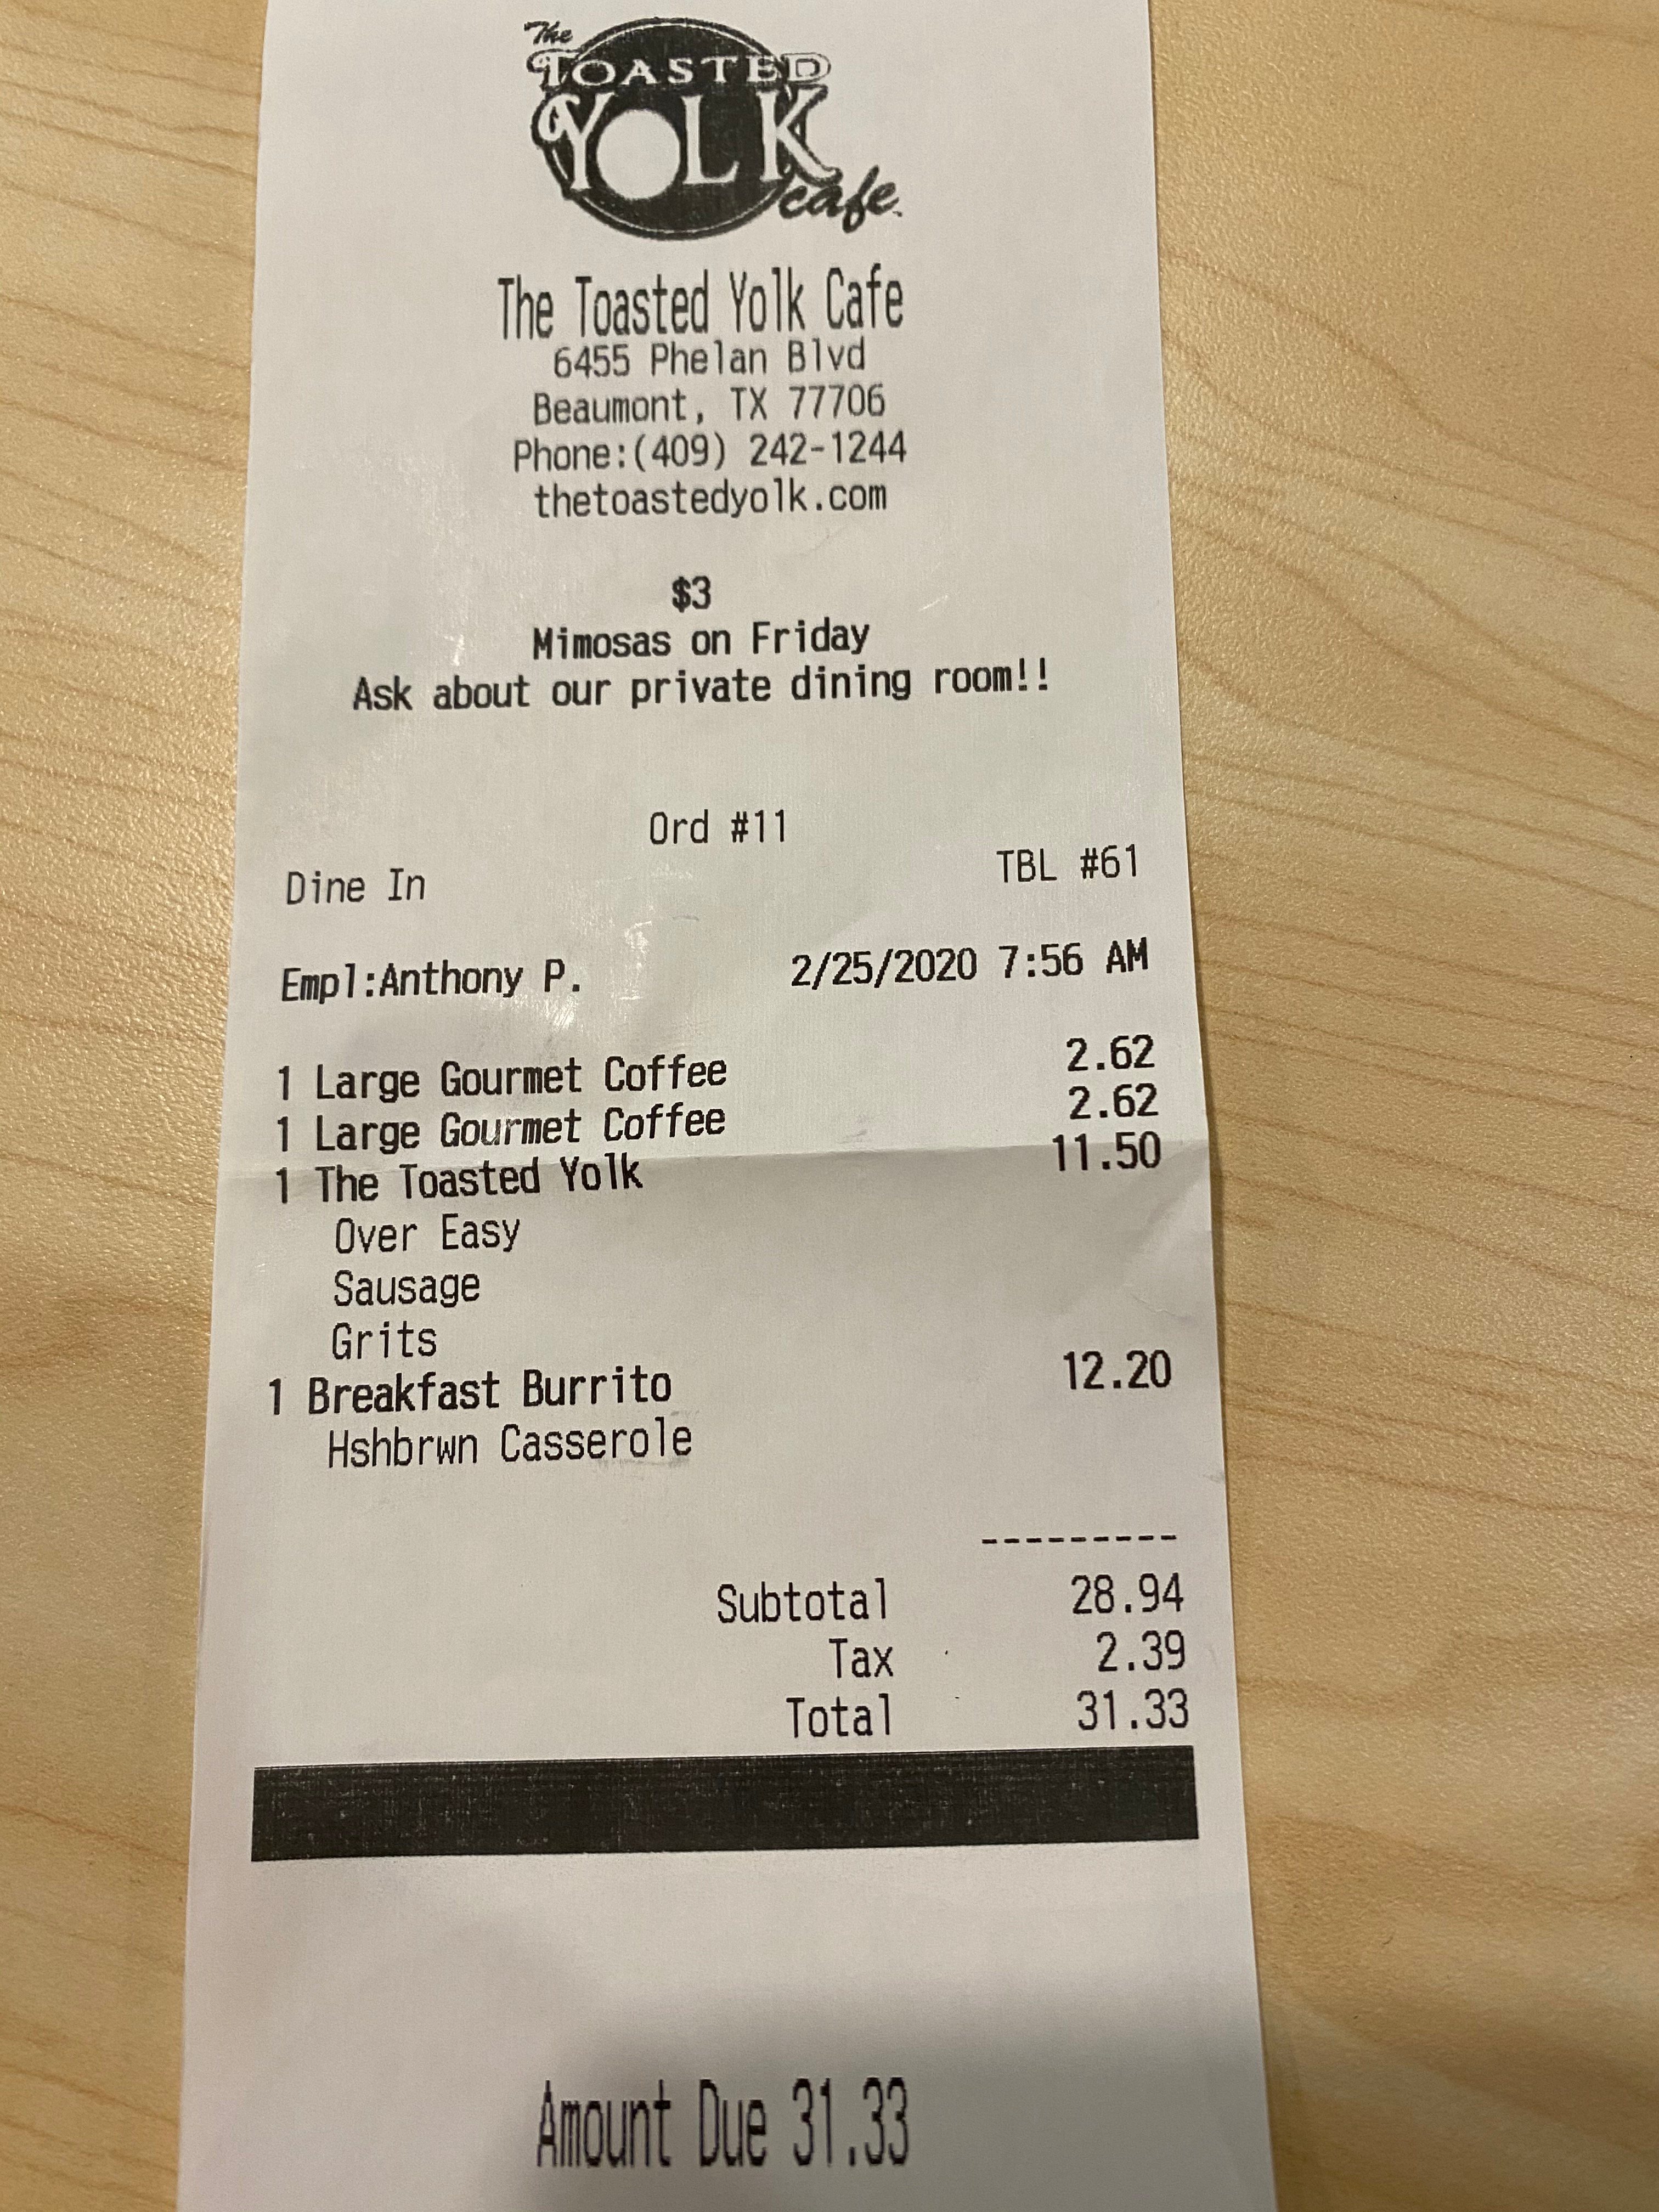 The
TOASTED
YOLK
cafe
The Toasted Yolk Cafe
6455 Phelan Blvd
Beaumont, TX 77706
Phone:(409) 242-1244
thetoastedyolk.com
$3
Mimosas on Friday
Ask about our private dining room!!
Ord #11
Dine In TBL #61
Empl:Anthony P. 2/25/2020 7:56 AM
1 Large Gourmet Coffee 2.62
1 Large Gourmet Coffee 2.62
1 The Toasted Yolk 11.50
Over Easy
Sausage
Grits
1 Breakfast Burrito 12.20
Hshbrwn Casserole
---------
Subtotal 28.94
Tax 2.39
Total 31.33
Amount Due 31.33